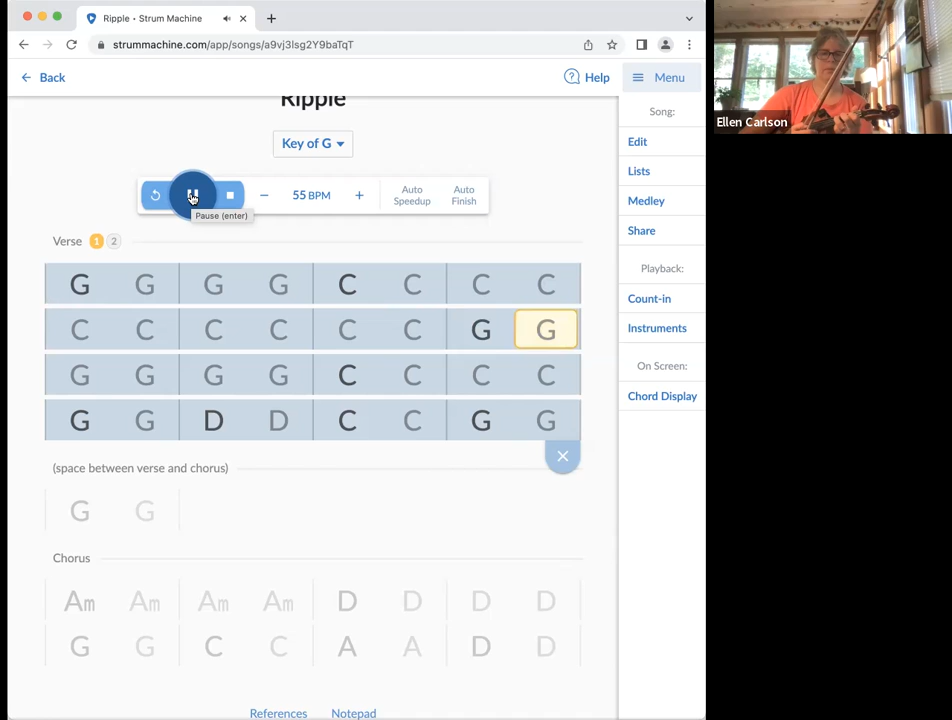 Ripple • Strum Machine
strummachine.com/app/songs/a9vj3lsg2Y9baTqT
Back
Help
Menu
Ripple
Key of G
55 BPM
Auto Speedup
Auto Finish
Pause (enter)
Verse 1 2
G G G G C C C C
C C C C C C G G
G G G G C C C C
G G D D C C G G
(space between verse and chorus)
G G
Chorus
Am Am Am Am D D D D
G G C C A A D D
References Notepad
Song:
Edit
Lists
Medley
Share
Playback:
Count-in
Instruments
On Screen:
Chord Display
Ellen Carlson